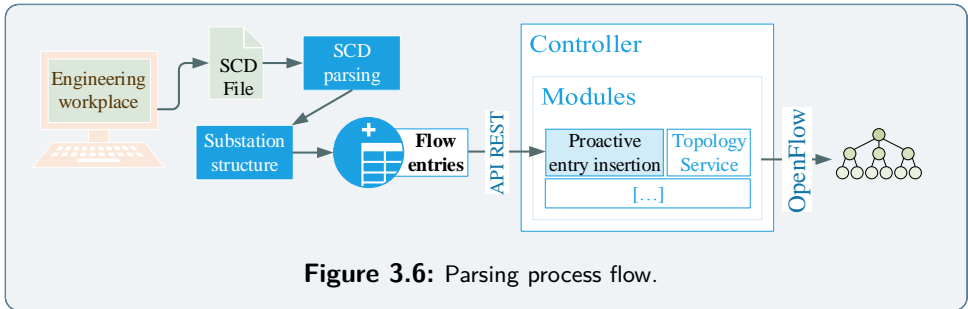 Engineering
workplace
SCD
File
SCD
parsing
Substation
structure
Flow
entries
API REST
Controller
Modules
Proactive
entry insertion
Topology
Service
[...]
OpenFlow
Figure 3.6: Parsing process flow.